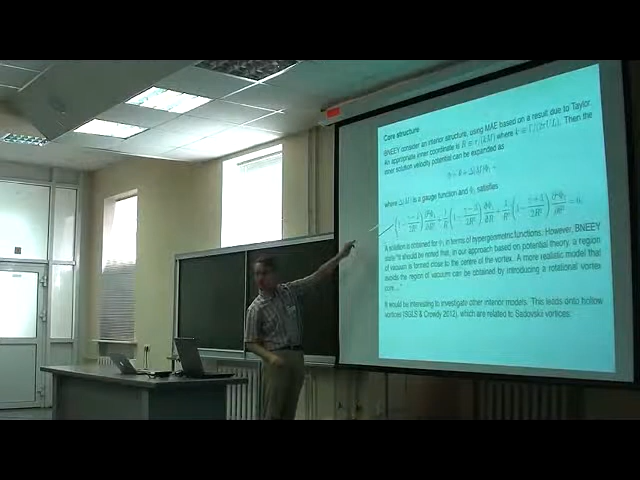 Core structure
BNEEY consider an interior structure, using MAE based on a result due to Taylor.
an appropriate inner coordinate is where Then the
inner solution velocity potential can be expanded as
where is a gauge function and satisfies
A solution is obtained for in terms of hypergeometric functions. However, BNEEY
state "It should be noted that, in our approach based on potential theory, a region
of vacuum is formed close to the centre of the vortex. A more realistic model that
avoids the region of vacuum can be obtained by introducing a rotational vortex
core..."
It would be interesting to investigate other interior models. This leads onto hollow
vortices (SGLS & Crowdy 2012), which are related to Sadovskii vortices.